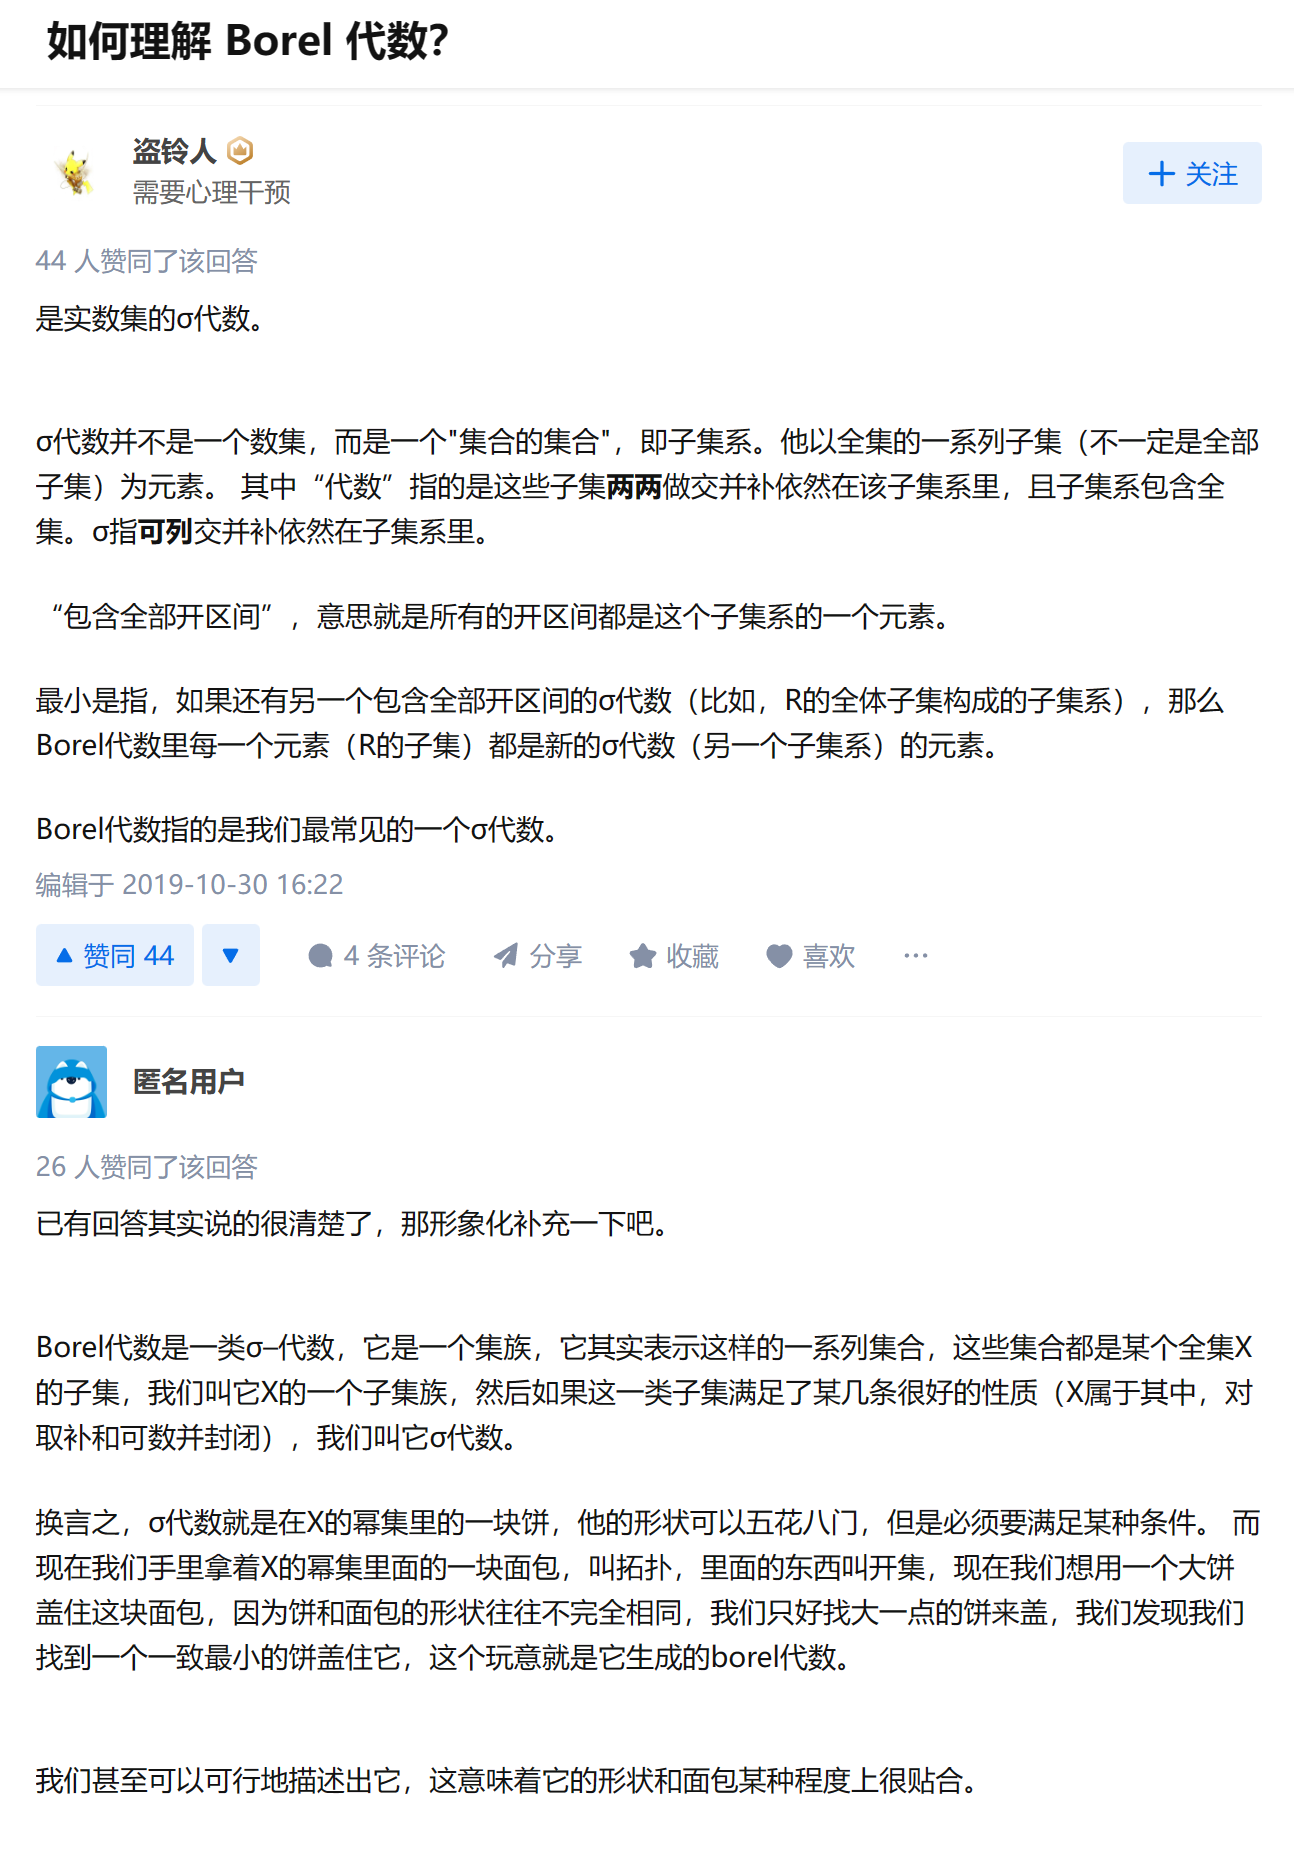 如何理解 Borel 代数？
盗铃人
需要心理干预
关注
44 人赞同了该回答
是实数集的σ代数。
σ代数并不是一个数集，而是一个"集合的集合"，即子集系。他以全集的一系列子集（不一定是全部
子集）为元素。 其中“代数”指的是这些子集两两做交并补依然在该子集系里，且子集系包含全
集。σ指可列交并补依然在子集系里。
“包含全部开区间”，意思就是所有的开区间都是这个子集系的一个元素。
最小是指，如果还有另一个包含全部开区间的σ代数（比如，R的全体子集构成的子集系），那么
Borel代数里每一个元素（R的子集）都是新的σ代数（另一个子集系）的元素。
Borel代数指的是我们最常见的一个σ代数。
编辑于 2019-10-30 16:22
赞同 44
4 条评论
分享
收藏
喜欢
匿名用户
26 人赞同了该回答
已有回答其实说的很清楚了，那形象化补充一下吧。
Borel代数是一类σ–代数，它是一个集族，它其实表示这样的一系列集合，这些集合都是某个全集X
的子集，我们叫它X的一个子集族，然后如果这一类子集满足了某几条很好的性质（X属于其中，对
取补和可数并封闭），我们叫它σ代数。
换言之，σ代数就是在X的幂集里的一块饼，他的形状可以五花八门，但是必须要满足某种条件。 而
现在我们手里拿着X的幂集里面的一块面包，叫拓扑，里面的东西叫开集，现在我们想用一个大饼
盖住这块面包，因为饼和面包的形状往往不完全相同，我们只好找大一点的饼来盖，我们发现我们
找到一个一致最小的饼盖住它，这个玩意就是它生成的borel代数。
我们甚至可以可行地描述出它，这意味着它的形状和面包某种程度上很贴合。